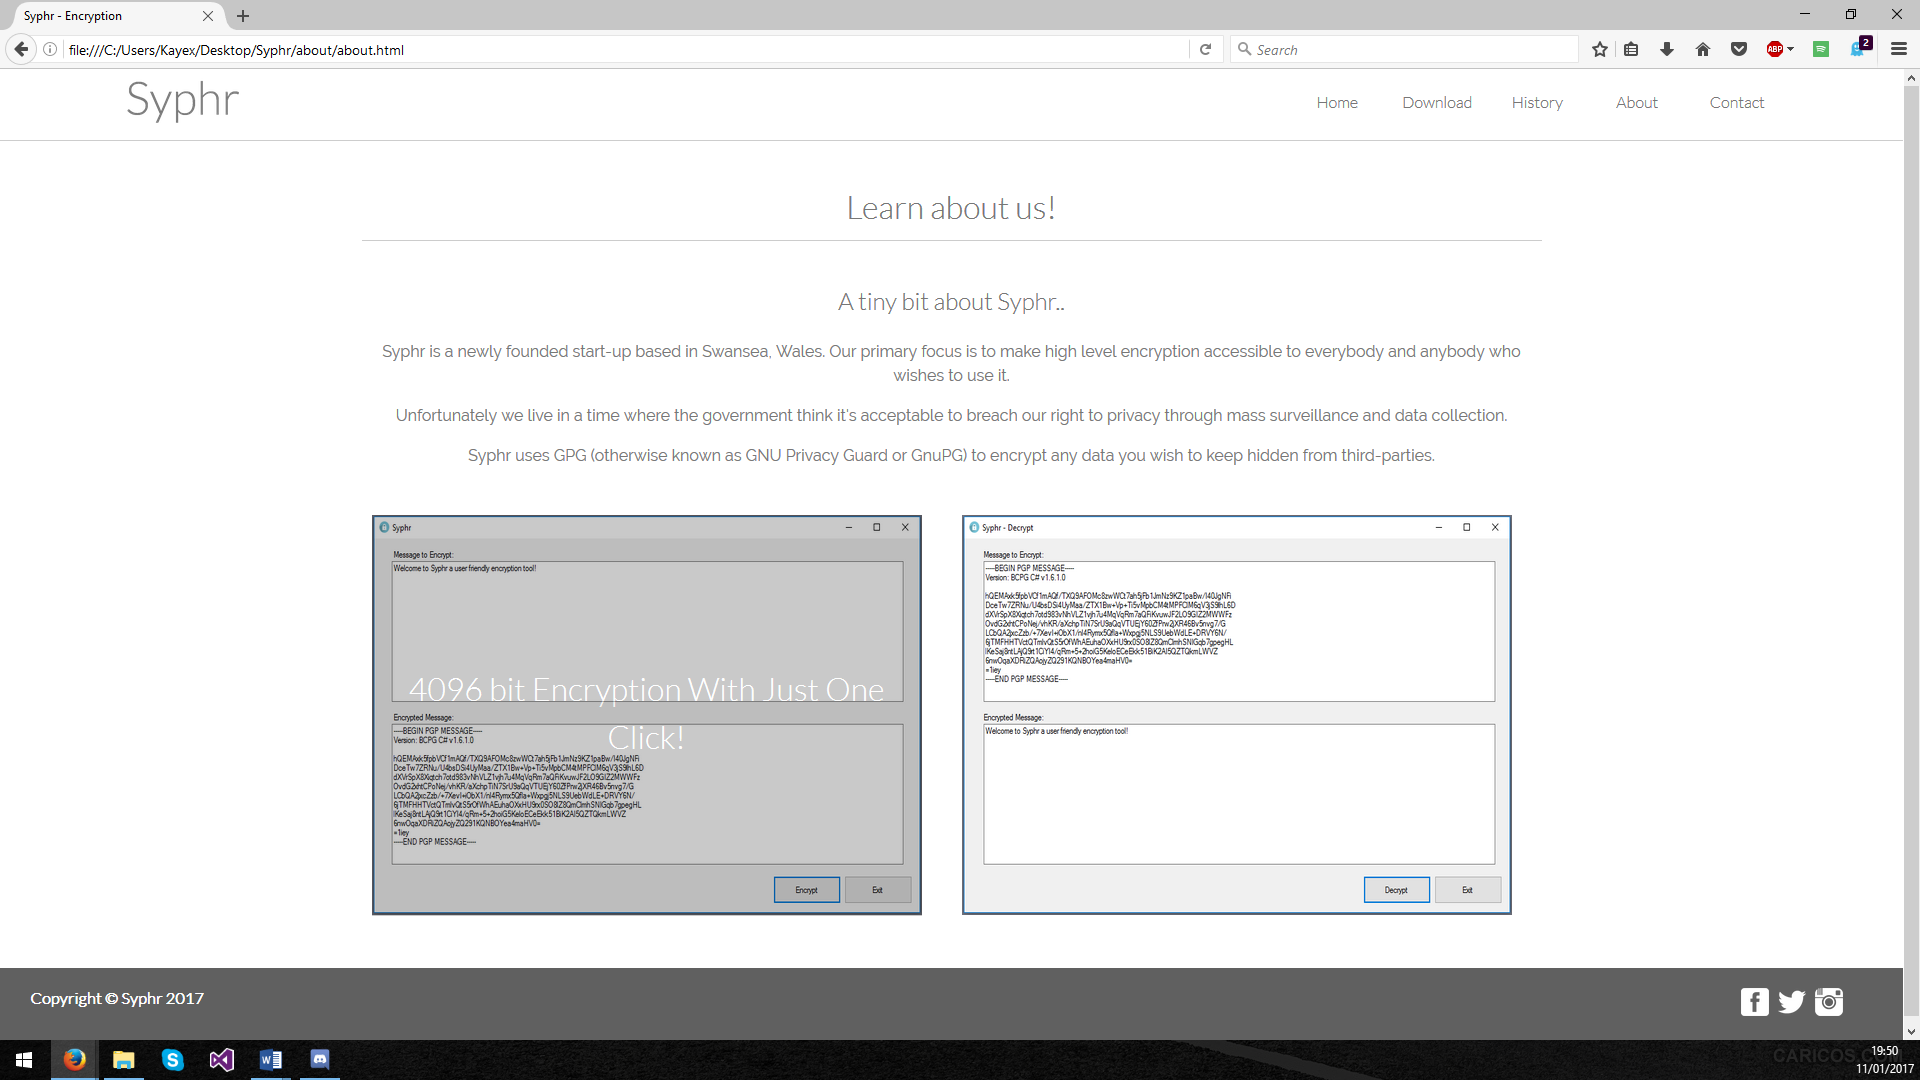 Syphr - Encryption
file:///C:/Users/Kayex/Desktop/Syphr/about/about.html
Search
ABP
2
Syphr
Home Download History About Contact
Learn about us!
A tiny bit about Syphr..
Syphr is a newly founded start-up based in Swansea, Wales. Our primary focus is to make high level encryption accessible to everybody and anybody who
wishes to use it.
Unfortunately we live in a time where the government think it's acceptable to breach our right to privacy through mass surveillance and data collection.
Syphr uses GPG (otherwise known as GNU Privacy Guard or GnuPG) to encrypt any data you wish to keep hidden from third-parties.
Syphr
Message to Encrypt:
Welcome to Syphr a user friendly encryption tool!
4096 bit Encryption With Just One
Click!
Encrypted Message:
-----BEGIN PGP MESSAGE-----
Version: BCPG C# v1.6.1.0
=1iey
-----END PGP MESSAGE-----
Encrypt Exit
Syphr - Decrypt
Message to Encrypt:
-----BEGIN PGP MESSAGE-----
Version: BCPG C# v1.6.1.0
=1iey
-----END PGP MESSAGE-----
Encrypted Message:
Welcome to Syphr a user friendly encryption tool!
Decrypt Exit
Copyright © Syphr 2017
CARICOS.COM
19:50
11/01/2017